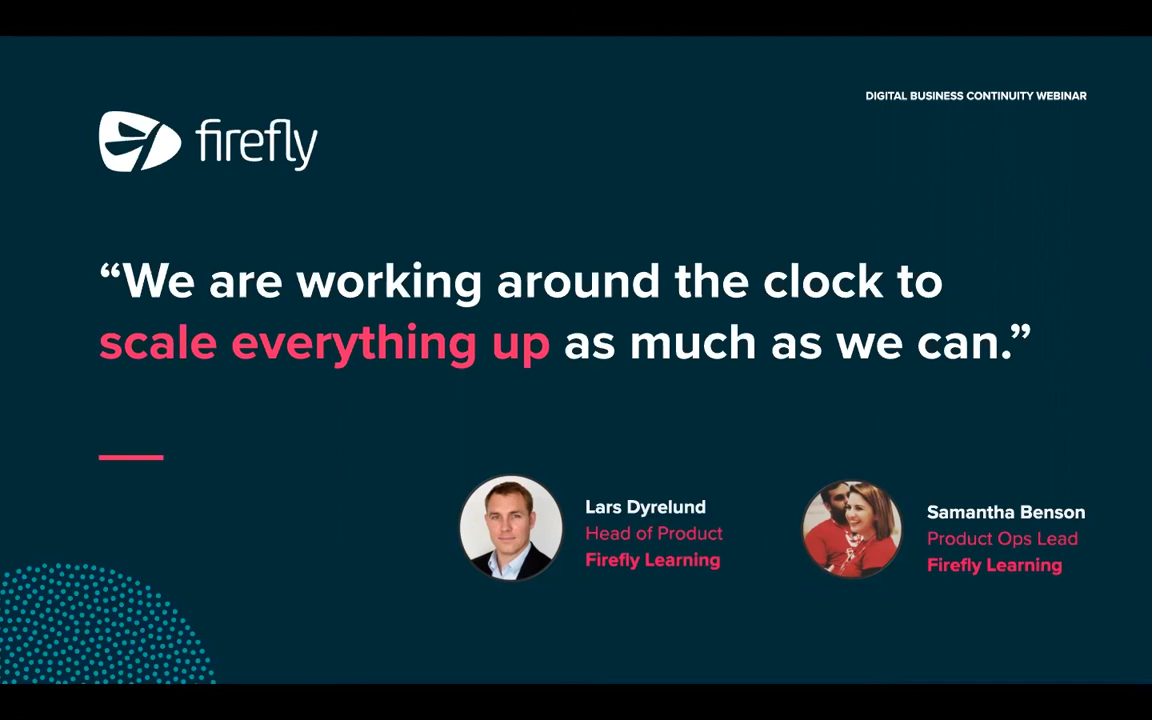 DIGITAL BUSINESS CONTINUITY WEBINAR
firefly
“We are working around the clock to
scale everything up as much as we can.”
Lars Dyrelund
Head of Product
Firefly Learning
Samantha Benson
Product Ops Lead
Firefly Learning